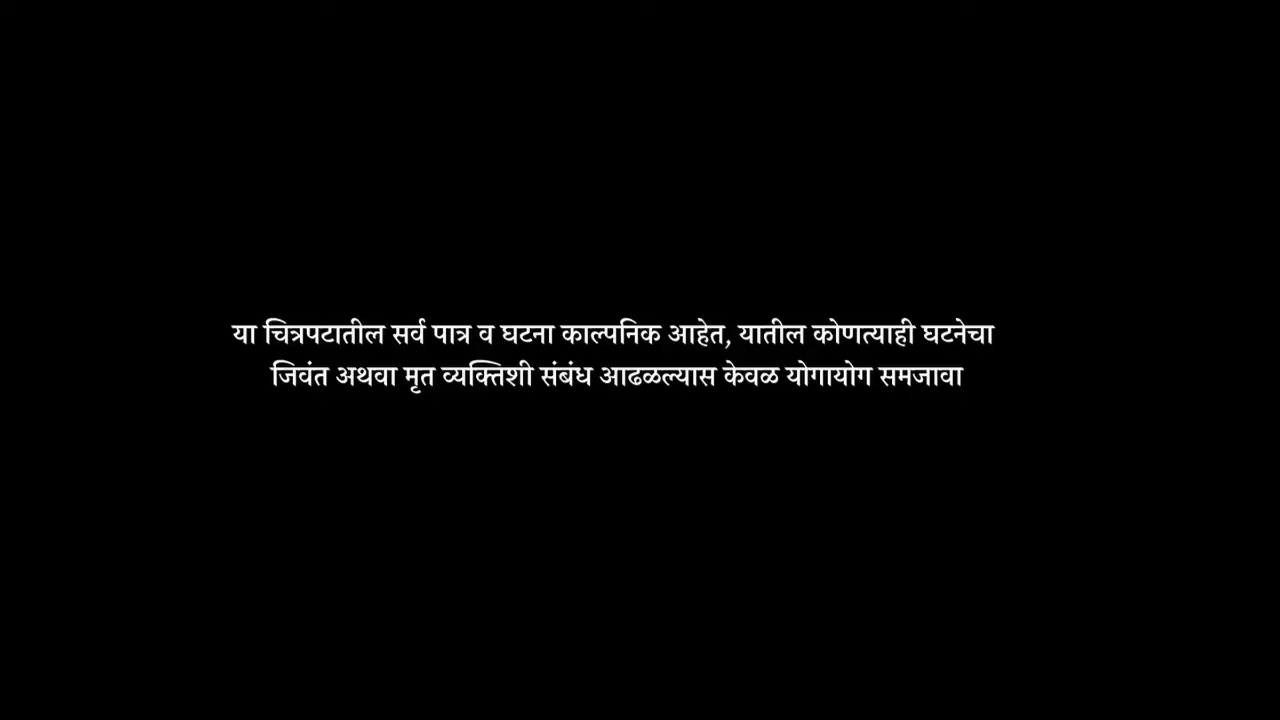 या चित्रपटातील सर्व पात्र व घटना काल्पनिक आहेत, यातील कोणत्याही घटनेचा
जिवंत अथवा मृत व्यक्तिशी संबंध आढळल्यास केवळ योगायोग समजावा